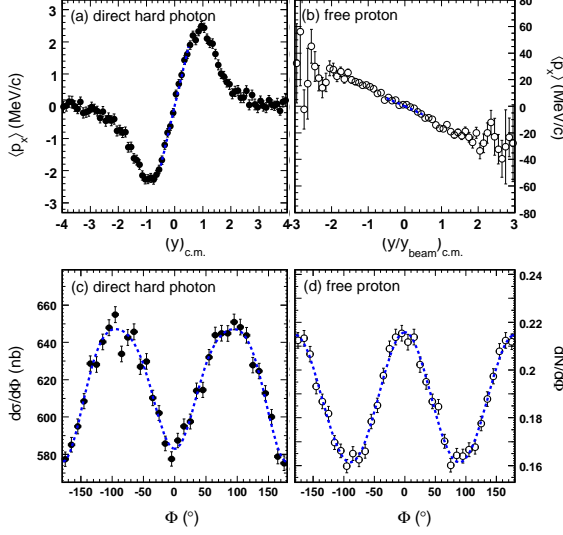 (a) direct hard photon
(b) free proton
3
2
1
0
-1
-2
-3
⟨pₓ⟩ (MeV/c)
80
60
40
20
0
-20
-40
-60
-80
⟨pₓ⟩ (MeV/c)
-4 -3 -2 -1 0 1 2 3 4
-3 -2 -1 0 1 2 3
(y)c.m.
(y/ybeam)c.m.
(c) direct hard photon
(d) free proton
660
640
620
600
580
dσ/dΦ (nb)
0.24
0.22
0.20
0.18
0.16
dN/dΦ
-150 -100 -50 0 50 100 150
-150 -100 -50 0 50 100 150
Φ (°)
Φ (°)